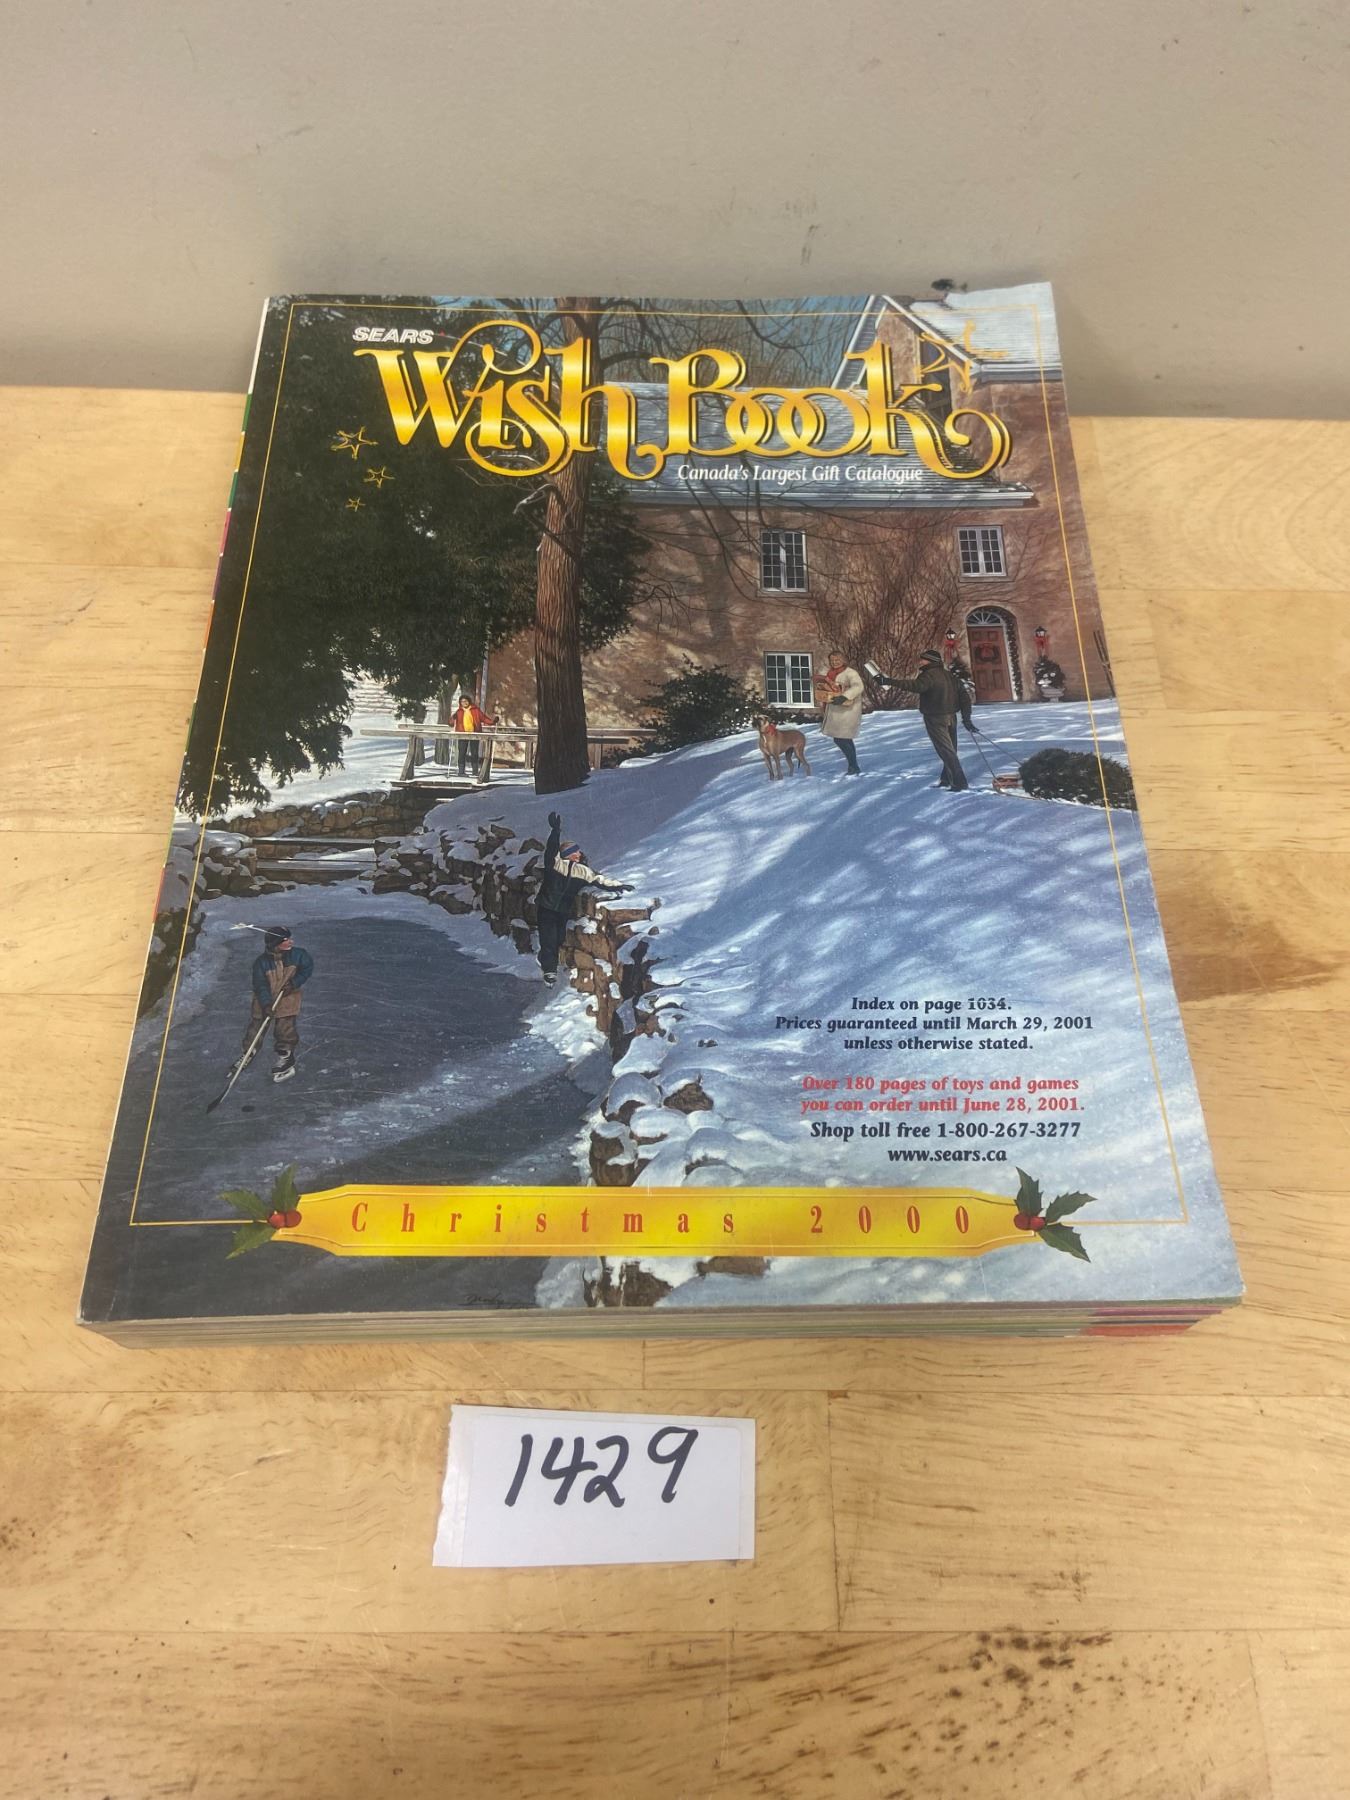 SEARS
Wish Book
Canada's Largest Gift Catalogue
Index on page 1034.
Prices guaranteed until March 29, 2001
unless otherwise stated.
Over 180 pages of toys and games
you can order until June 28, 2001.
Shop toll free 1-800-267-3277
www.sears.ca
Christmas 2000
1429